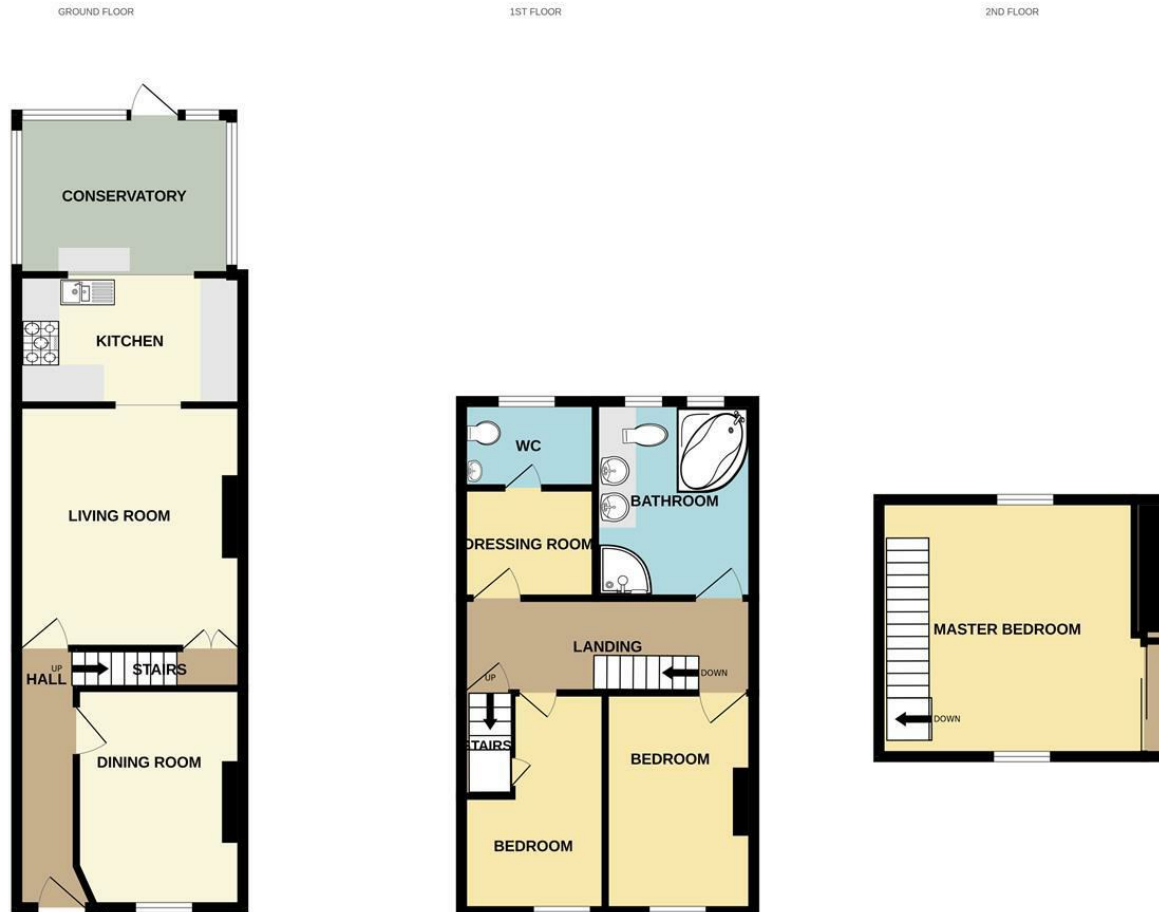 GROUND FLOOR
CONSERVATORY
KITCHEN
LIVING ROOM
UP
STAIRS
HALL
DINING ROOM
1ST FLOOR
WC
BATHROOM
DRESSING ROOM
LANDING
UP
DOWN
STAIRS
BEDROOM
BEDROOM
2ND FLOOR
MASTER BEDROOM
DOWN